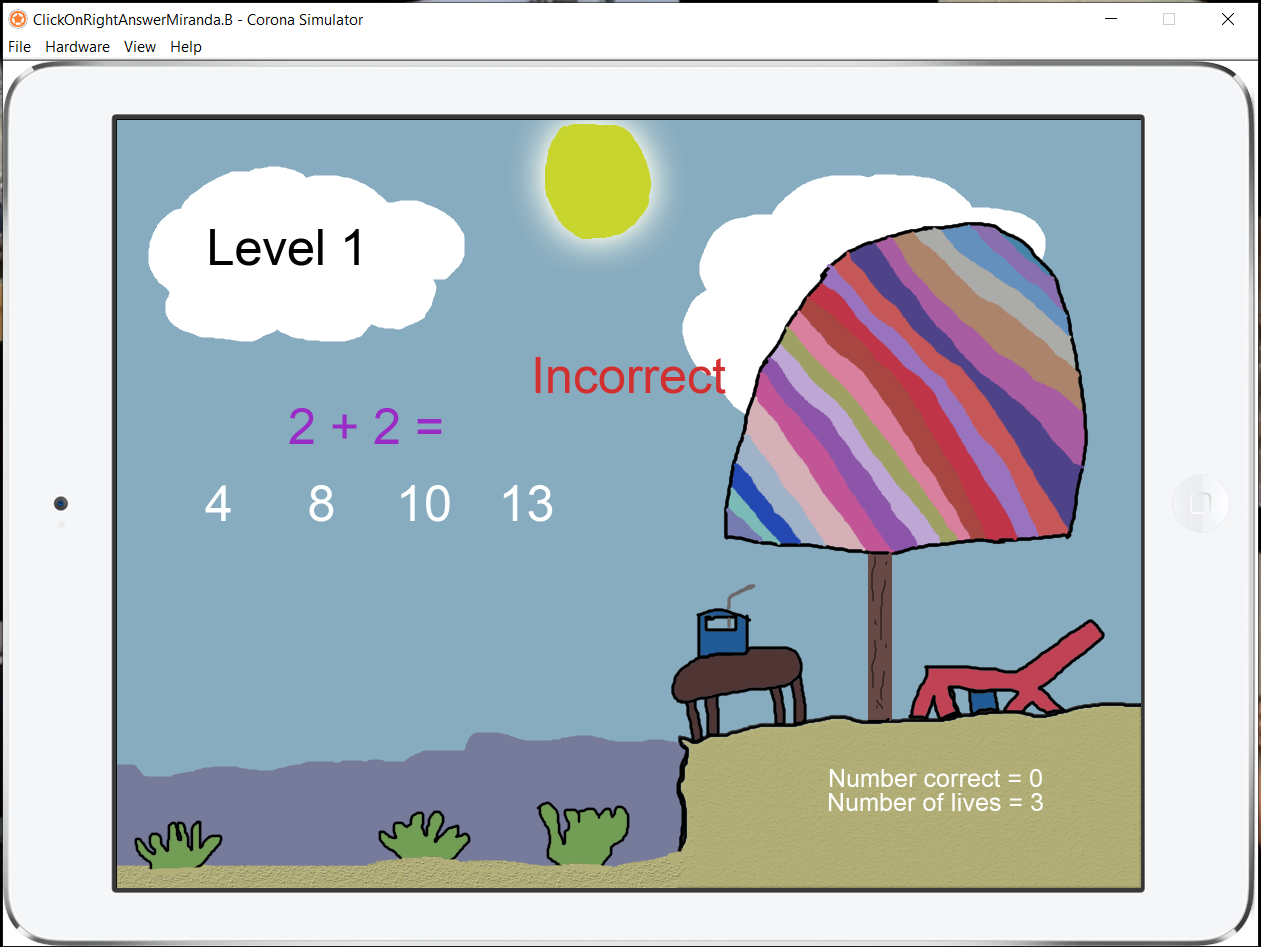 ClickOnRightAnswerMiranda.B - Corona Simulator
File Hardware View Help
Level 1
Incorrect
2 + 2 =
4 8 10 13
Number correct = 0
Number of lives = 3